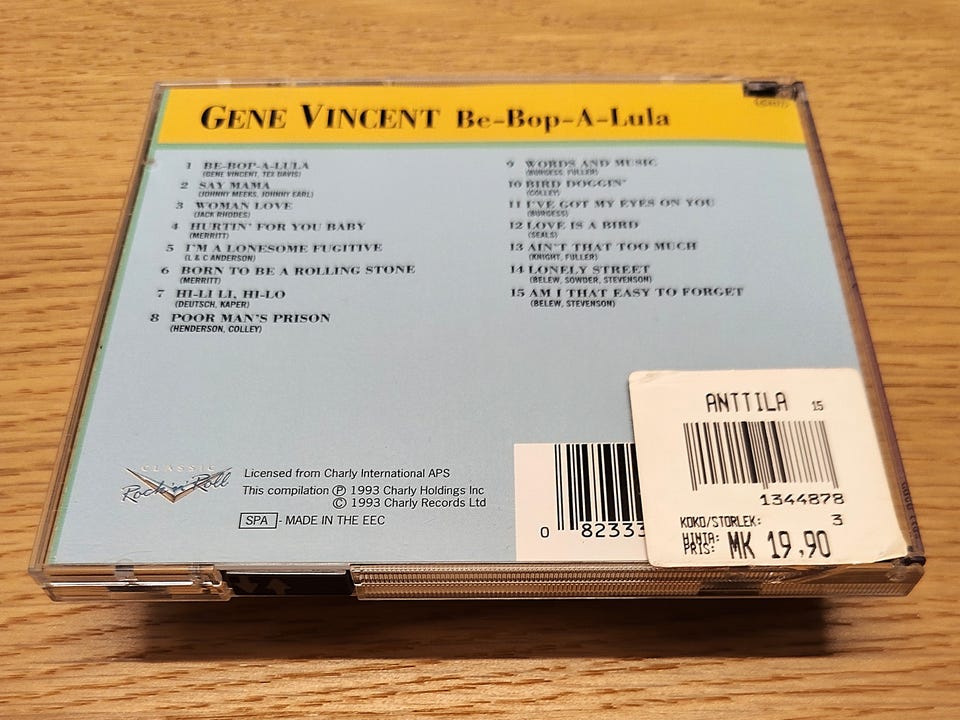 GENE VINCENT Be-Bop-A-Lula
1 BE-BOP-A-LULA
(GENE VINCENT, TEX DAVIS)
2 SAY MAMA
(JOHNNY MEEKS, JOHNNY EARL)
3 WOMAN LOVE
(JACK RHODES)
4 HURTIN' FOR YOU BABY
(MERRITT)
5 I'M A LONESOME FUGITIVE
(L & C ANDERSON)
6 BORN TO BE A ROLLING STONE
(MERRITT)
7 HI-LI LI, HI-LO
(DEUTSCH, KAPER)
8 POOR MAN'S PRISON
(HENDERSON, COLLEY)
9 WORDS AND MUSIC
(BURGESS, FULLER)
10 BIRD DOGGIN'
(COLLEY)
11 I'VE GOT MY EYES ON YOU
(BURGESS)
12 LOVE IS A BIRD
(SEALS)
13 AIN'T THAT TOO MUCH
(KNIGHT, FULLER)
14 LONELY STREET
(BELEW, SOWDER, STEVENSON)
15 AM I THAT EASY TO FORGET
(BELEW, STEVENSON)
CLASSIC
Rock 'n' Roll
Licensed from Charly International APS
This compilation Ⓟ 1993 Charly Holdings Inc
© 1993 Charly Records Ltd
SPA - MADE IN THE EEC
0 82333
ANTTILA 15
1344878
KOKO/STORLEK: 3
HINTA:
PRIS: MK 19,90